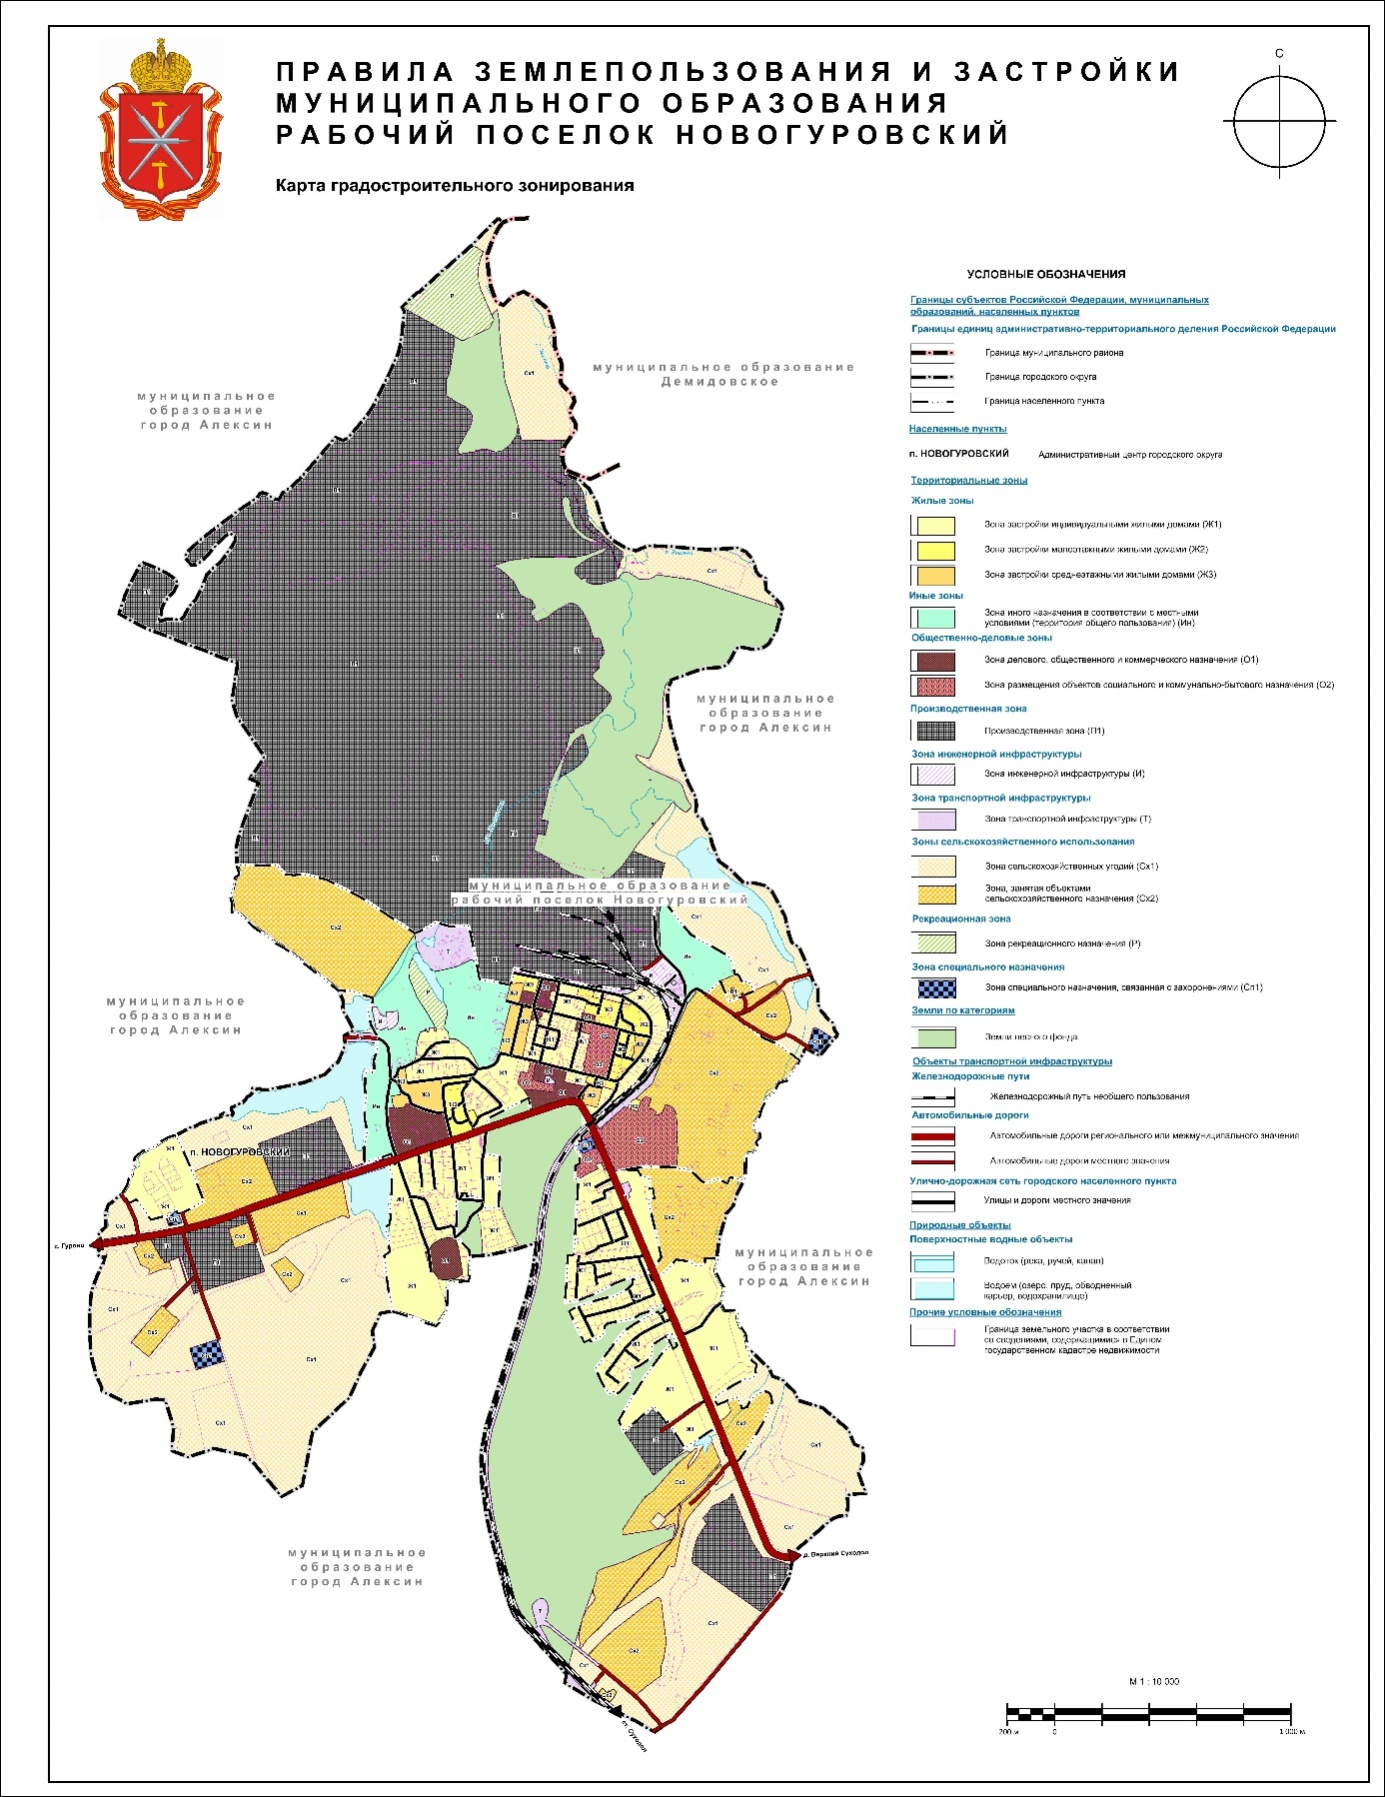 ПРАВИЛА ЗЕМЛЕПОЛЬЗОВАНИЯ И ЗАСТРОЙКИ
МУНИЦИПАЛЬНОГО ОБРАЗОВАНИЯ
РАБОЧИЙ ПОСЕЛОК НОВОГУРОВСКИЙ
Карта градостроительного зонирования
С
муниципальное образование
Демидовское
муниципальное
образование
город Алексин
муниципальное
образование
город Алексин
муниципальное образование
рабочий поселок Новогуровский
муниципальное
образование
город Алексин
п. НОВОГУРОВСКИЙ
муниципальное
образование
город Алексин
муниципальное
образование
город Алексин
с. Гурово
д. Верхний Суходол
ст. Суходол
УСЛОВНЫЕ ОБОЗНАЧЕНИЯ
Границы субъектов Российской Федерации, муниципальных
образований, населенных пунктов
Границы единиц административно-территориального деления Российской Федерации
Граница муниципального района
Граница городского округа
Граница населенного пункта
Населенные пункты
п. НОВОГУРОВСКИЙ Административный центр городского округа
Территориальные зоны
Жилые зоны
Зона застройки индивидуальными жилыми домами (Ж1)
Зона застройки малоэтажными жилыми домами (Ж2)
Зона застройки среднеэтажными жилыми домами (Ж3)
Иные зоны
Зона иного назначения в соответствии с местными
условиями (территория общего пользования) (Ин)
Общественно-деловые зоны
Зона делового, общественного и коммерческого назначения (О1)
Зона размещения объектов социального и коммунально-бытового назначения (О2)
Производственная зона
Производственная зона (П1)
Зона инженерной инфраструктуры
Зона инженерной инфраструктуры (И)
Зона транспортной инфраструктуры
Зона транспортной инфраструктуры (Т)
Зоны сельскохозяйственного использования
Зона сельскохозяйственных угодий (Сх1)
Зона, занятая объектами
сельскохозяйственного назначения (Сх2)
Рекреационная зона
Зона рекреационного назначения (Р)
Зона специального назначения
Зона специального назначения, связанная с захоронениями (Сп1)
Земли по категориям
Земли лесного фонда
Объекты транспортной инфраструктуры
Железнодорожные пути
Железнодорожный путь необщего пользования
Автомобильные дороги
Автомобильные дороги регионального или межмуниципального значения
Автомобильные дороги местного значения
Улично-дорожная сеть городского населенного пункта
Улицы и дороги местного значения
Природные объекты
Поверхностные водные объекты
Водоток (река, ручей, канал)
Водоем (озеро, пруд, обводненный
карьер, водохранилище)
Прочие условные обозначения
Граница земельного участка в соответствии
со сведениями, содержащимися в Едином
государственном кадастре недвижимости
М 1 : 10 000
200 м 0 1 000 м